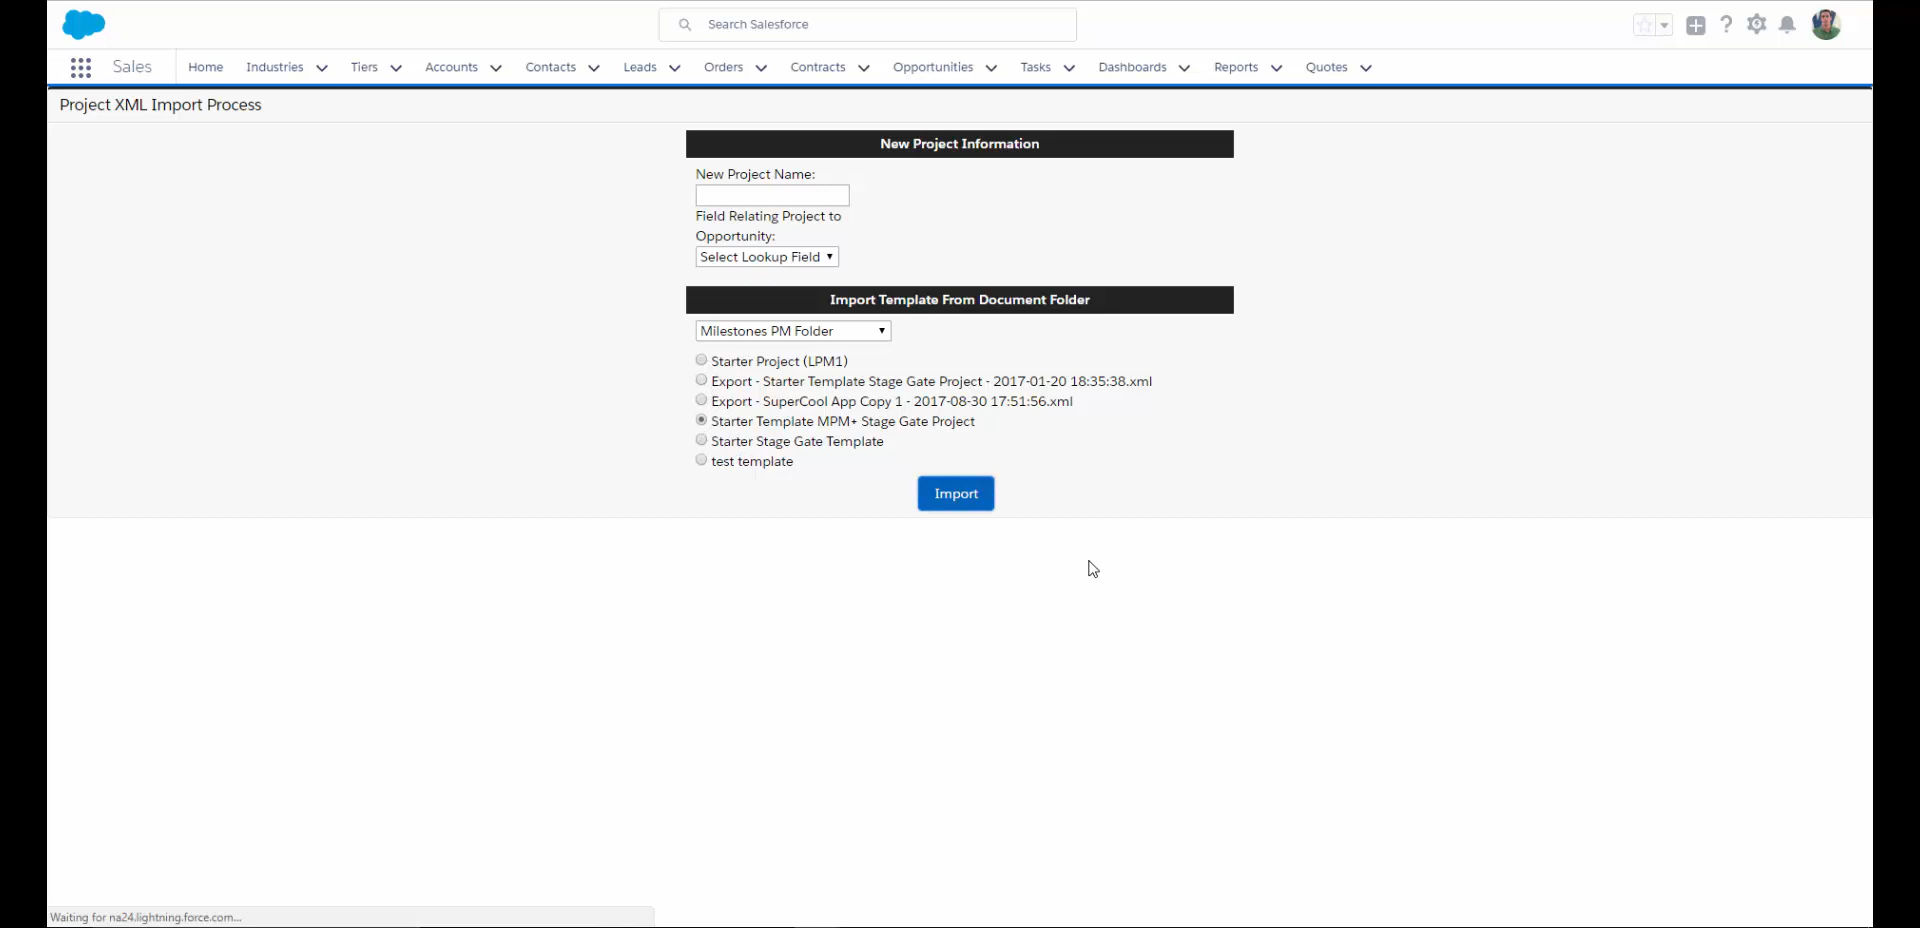 Search Salesforce
Sales Home Industries Tiers Accounts Contacts Leads Orders Contracts Opportunities Tasks Dashboards Reports Quotes
Project XML Import Process
New Project Information
New Project Name:
Field Relating Project to
Opportunity:
Select Lookup Field
Import Template From Document Folder
Milestones PM Folder
Starter Project (LPM1)
Export - Starter Template Stage Gate Project - 2017-01-20 18:35:38.xml
Export - SuperCool App Copy 1 - 2017-08-30 17:51:56.xml
Starter Template MPM+ Stage Gate Project
Starter Stage Gate Template
test template
Import
Waiting for na24.lightning.force.com...